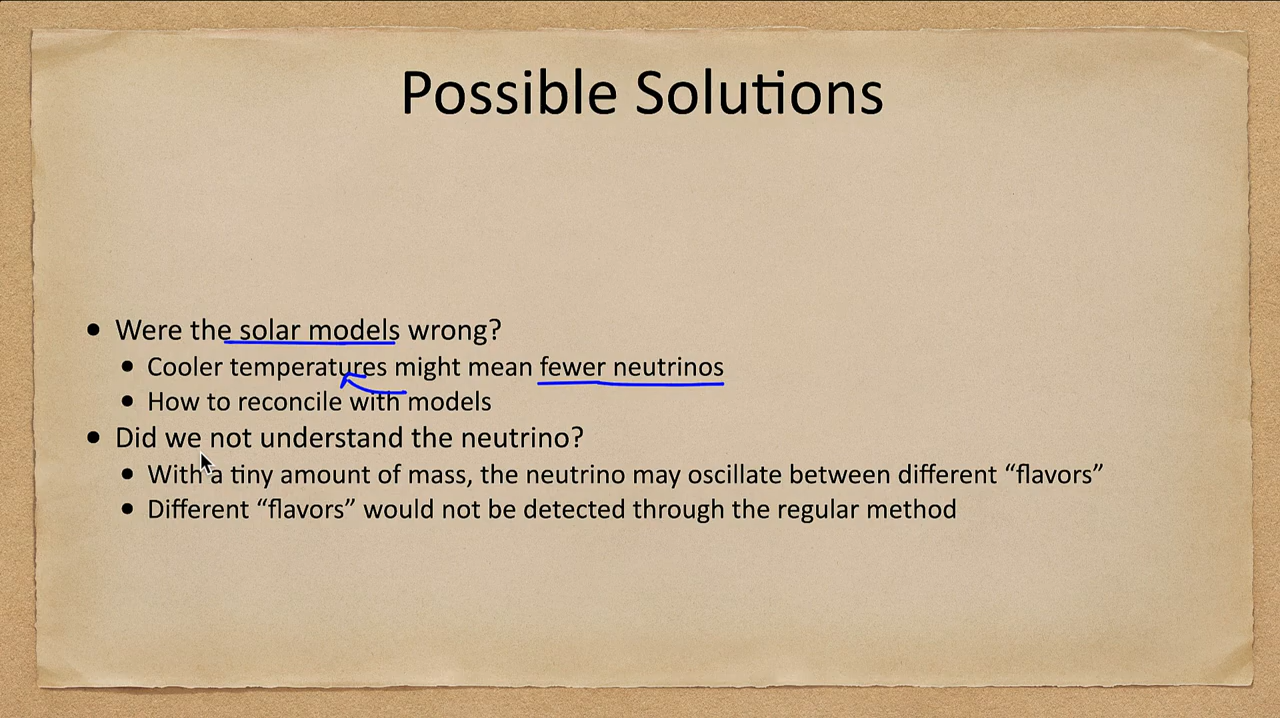 Possible Solutions
Were the solar models wrong?
Cooler temperatures might mean fewer neutrinos
How to reconcile with models
Did we not understand the neutrino?
With a tiny amount of mass, the neutrino may oscillate between different “flavors”
Different “flavors” would not be detected through the regular method